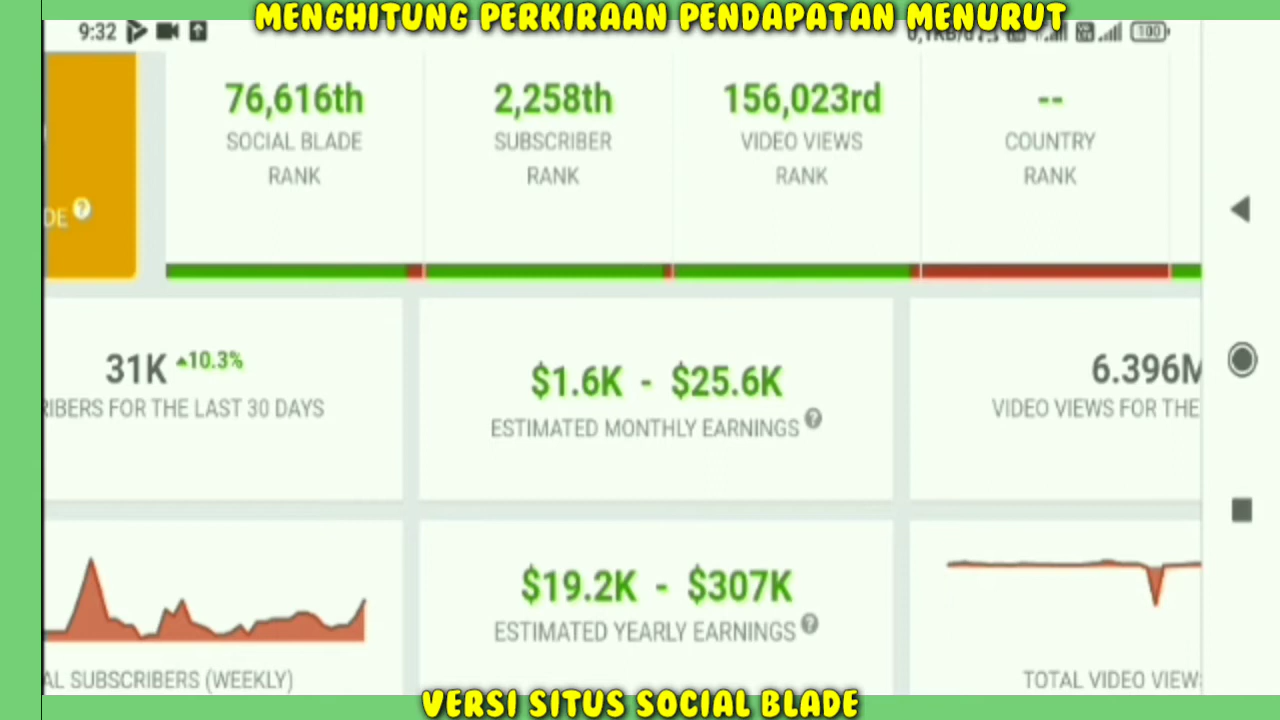 MENGHITUNG PERKIRAAN PENDAPATAN MENURUT
9:32
100
76,616th
SOCIAL BLADE
RANK
2,258th
SUBSCRIBER
RANK
156,023rd
VIDEO VIEWS
RANK
--
COUNTRY
RANK
DE
31K 10.3%
RIBERS FOR THE LAST 30 DAYS
$1.6K - $25.6K
ESTIMATED MONTHLY EARNINGS
6.396M
VIDEO VIEWS FOR THE
$19.2K - $307K
ESTIMATED YEARLY EARNINGS
AL SUBSCRIBERS (WEEKLY)
TOTAL VIDEO VIEW
VERSI SITUS SOCIAL BLADE